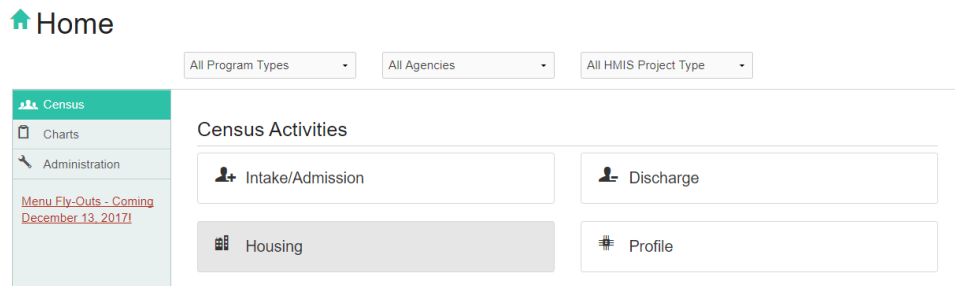 Home
All Program Types
All Agencies
All HMIS Project Type
Census
Charts
Administration
Menu Fly-Outs - Coming
December 13, 2017!
Census Activities
Intake/Admission
Discharge
Housing
Profile